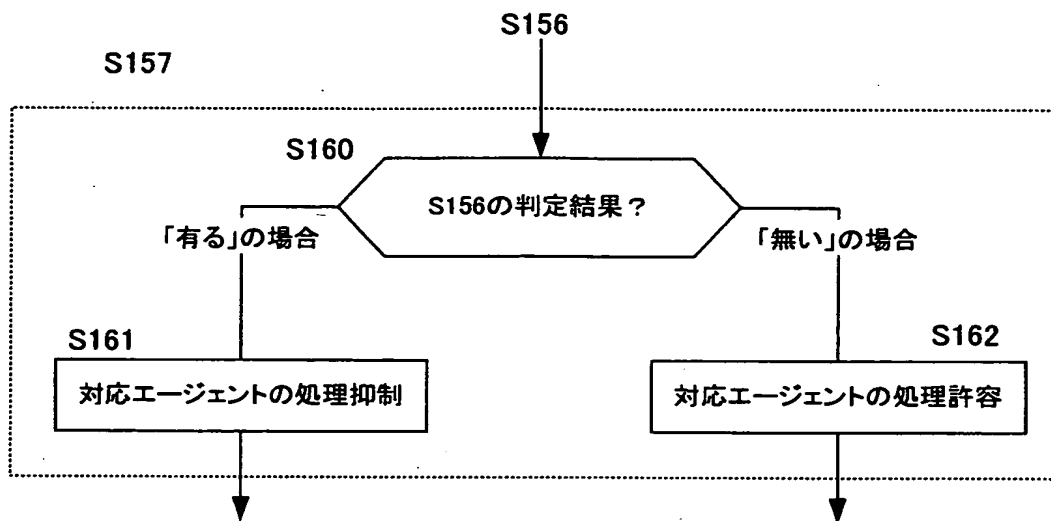 S156
S157
S160
S156の判定結果？
「有る」の場合
「無い」の場合
S161
S162
対応エージェントの処理抑制
対応エージェントの処理許容